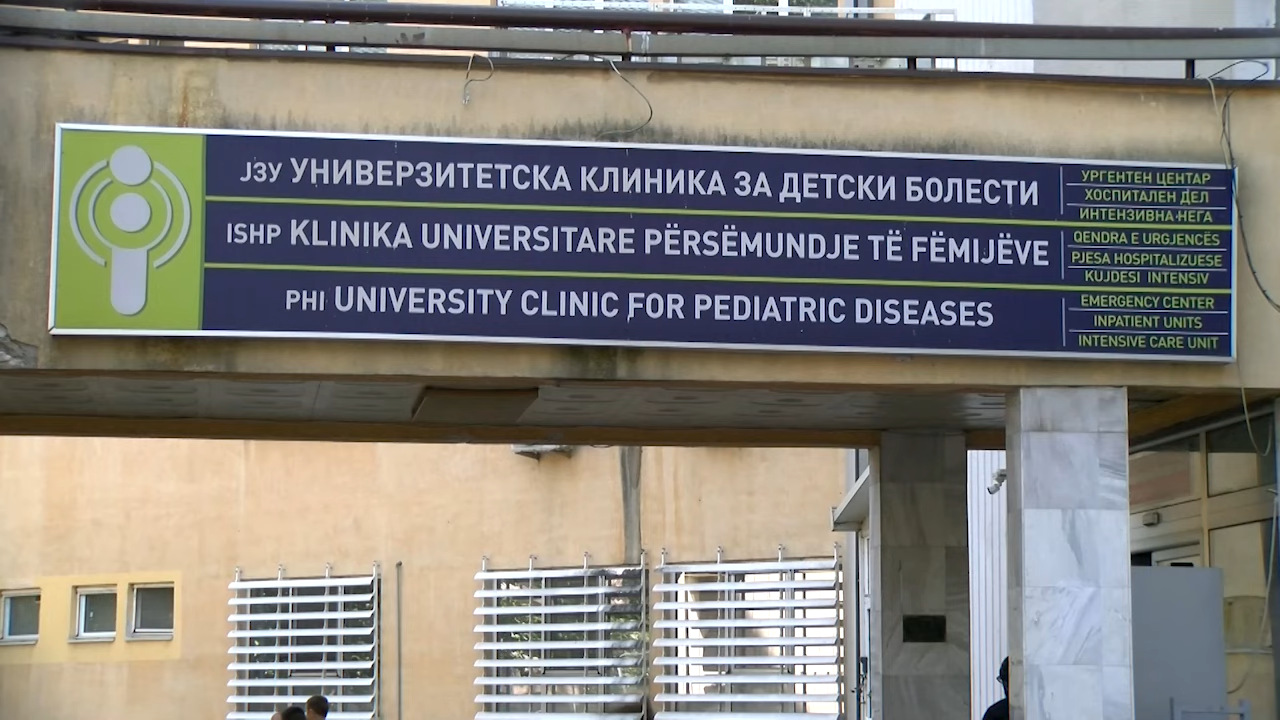 ЈЗУ УНИВЕРЗИТЕТСКА КЛИНИКА ЗА ДЕТСКИ БОЛЕСТИ
УРГЕНТЕН ЦЕНТАР
ХОСПИТАЛЕН ДЕЛ
ИНТЕНЗИВНА НЕГА
ISHP KLINIKA UNIVERSITARE PËRSËMUNDJE TË FËMIJËVE
QENDRA E URGJENCËS
PJESA HOSPITALIZUESE
KUJDESI INTENSIV
PHI UNIVERSITY CLINIC FOR PEDIATRIC DISEASES
EMERGENCY CENTER
INPATIENT UNITS
INTENSIVE CARE UNIT